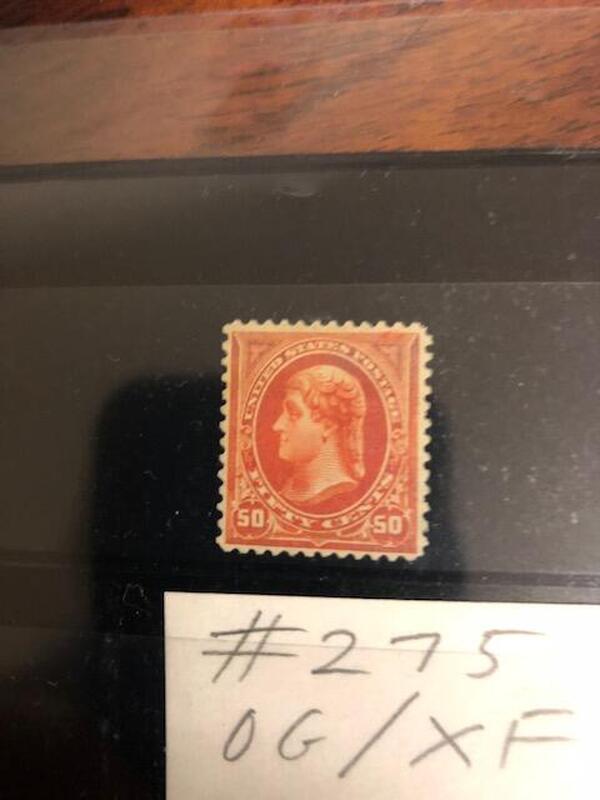 UNITED STATES POSTAGE
FIFTY CENTS
50 50
#275
OG/XF